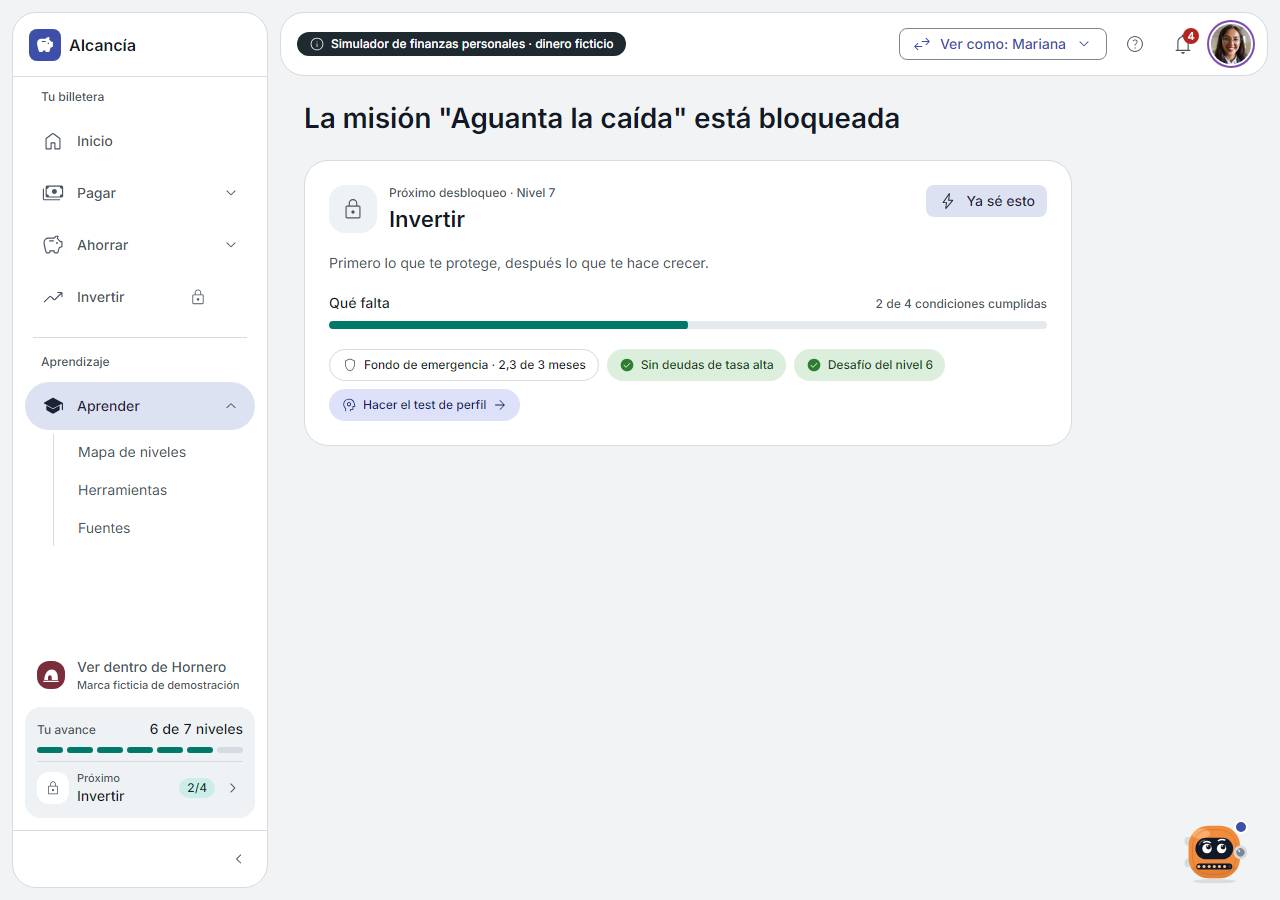 Alcancía
Tu billetera
Inicio
Pagar
Ahorrar
Invertir
Aprendizaje
Aprender
Mapa de niveles
Herramientas
Fuentes
Ver dentro de Hornero
Marca ficticia de demostración
Tu avance 6 de 7 niveles
Próximo
Invertir 2/4
Simulador de finanzas personales · dinero ficticio
Ver como: Mariana
4
La misión "Aguanta la caída" está bloqueada
Próximo desbloqueo · Nivel 7
Invertir
Ya sé esto
Primero lo que te protege, después lo que te hace crecer.
Qué falta 2 de 4 condiciones cumplidas
Fondo de emergencia · 2,3 de 3 meses Sin deudas de tasa alta Desafío del nivel 6
Hacer el test de perfil